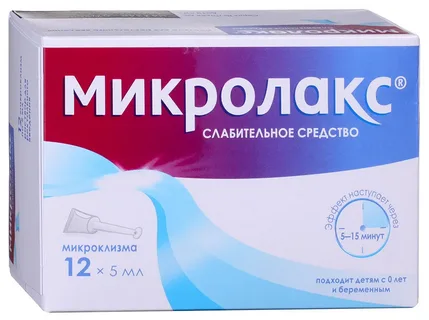 Микролакс®
СЛАБИТЕЛЬНОЕ СРЕДСТВО
Эффект наступает через
5–15 минут
микроклизма
12 × 5 мл
подходит детям с 0 лет
и беременным